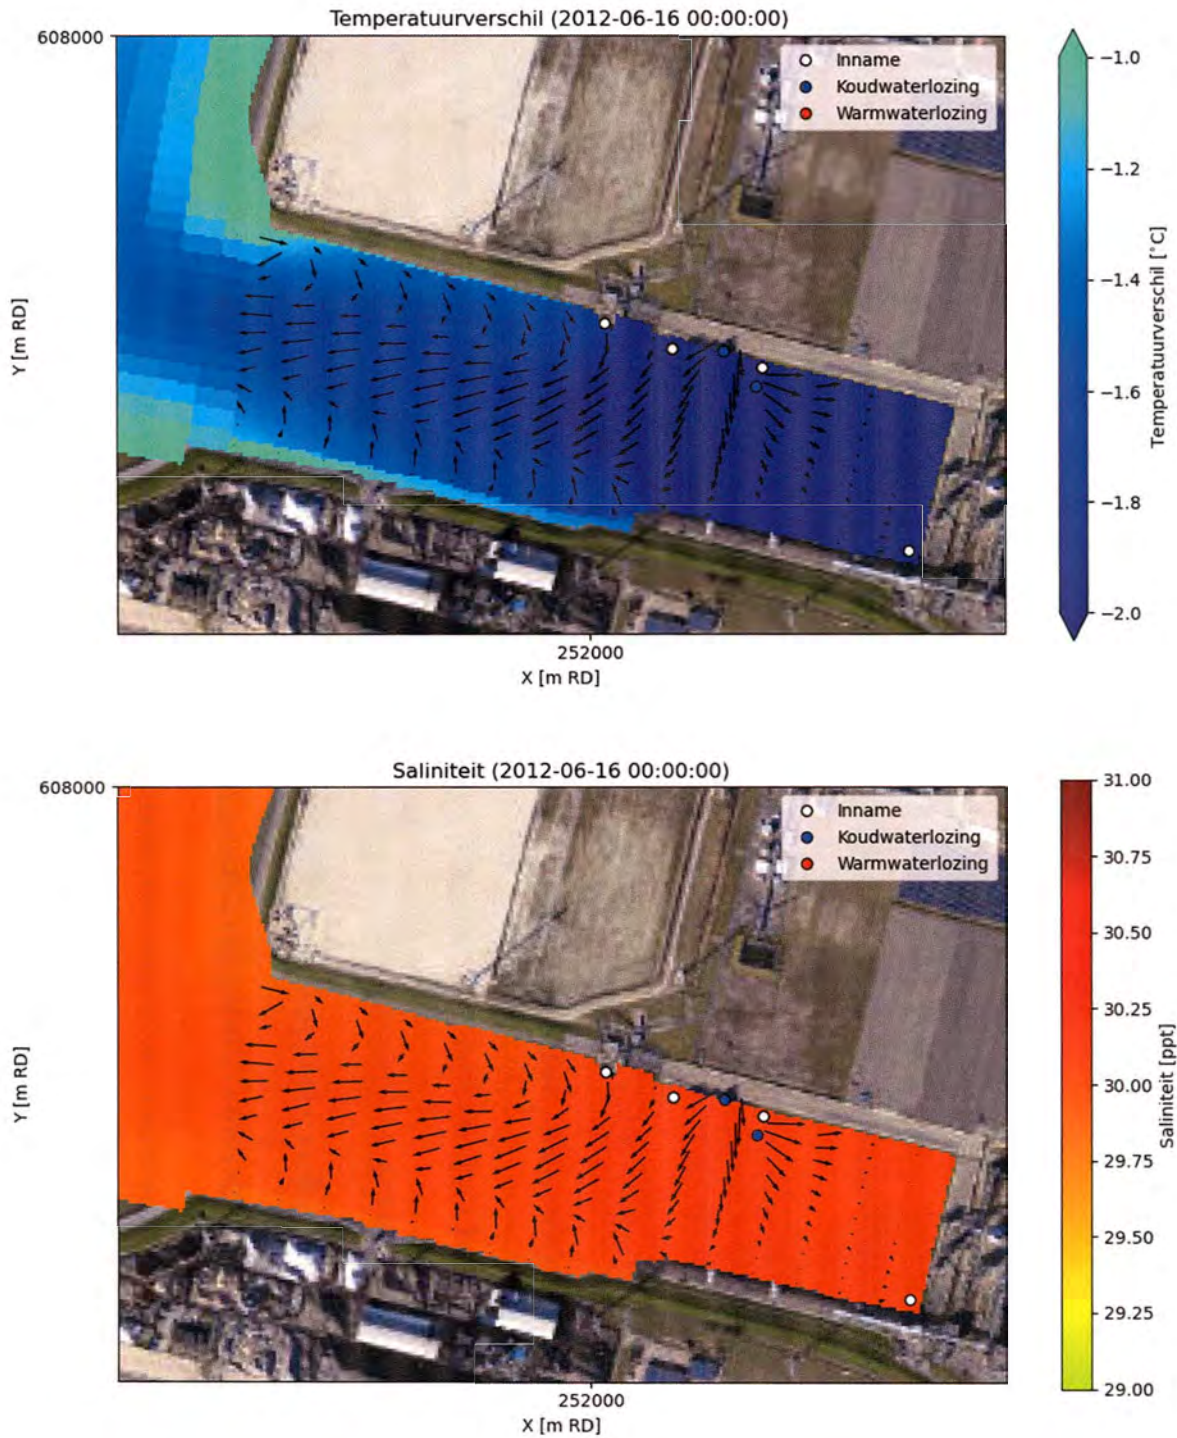 Temperatuurverschil (2012-06-16 00:00:00)
608000
Inname
Koudwaterlozing
Warmwaterlozing
Y [m RD]
252000
X [m RD]
−1.0
−1.2
−1.4
−1.6
−1.8
−2.0
Temperatuurverschil [°C]
Saliniteit (2012-06-16 00:00:00)
608000
Inname
Koudwaterlozing
Warmwaterlozing
Y [m RD]
252000
X [m RD]
31.00
30.75
30.50
30.25
30.00
29.75
29.50
29.25
29.00
Saliniteit [ppt]